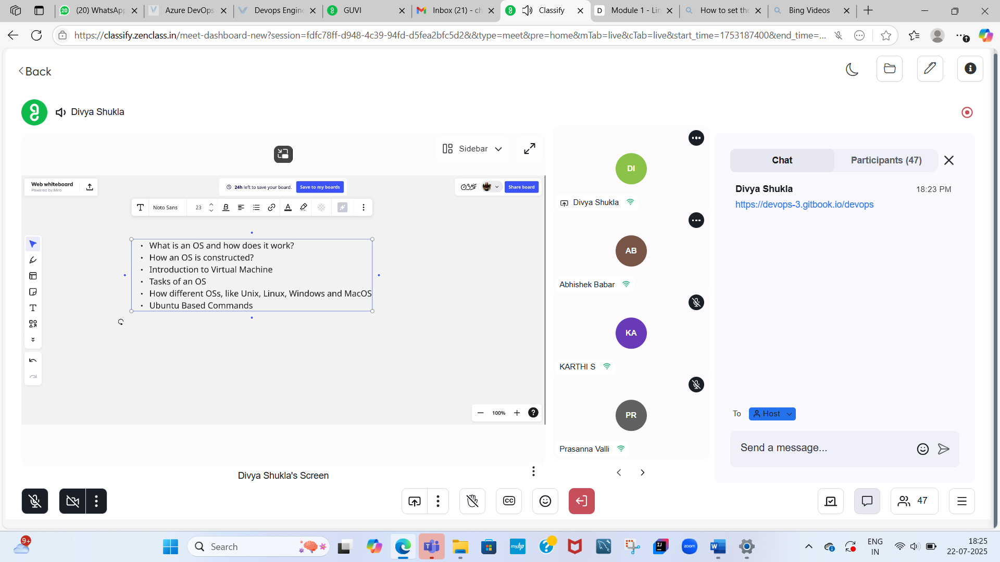 (20) WhatsApp
Azure DevOps
Devops Engine
GUVI
Inbox (21) - ch
Classify
Module 1 - Lin
How to set the
Bing Videos
https://classify.zenclass.in/meet-dashboard-new?session=fdfc78ff-d948-4c39-94fd-d5fea2bfc5d2&&type=meet&pre=home&mTab=live&cTab=live&start_time=1753187400&end_time=...
Back
Divya Shukla
Sidebar
Web whiteboard
Powered by Miro
24h left to save your board.
Save to my boards
Share board
Noto Sans
23
B
A
• What is an OS and how does it work?
• How an OS is constructed?
• Introduction to Virtual Machine
• Tasks of an OS
• How different OSs, like Unix, Linux, Windows and MacOS
• Ubuntu Based Commands
100%
Divya Shukla's Screen
DI
Divya Shukla
AB
Abhishek Babar
KA
KARTHI S
PR
Prasanna Valli
Chat
Participants (47)
Divya Shukla
18:23 PM
https://devops-3.gitbook.io/devops
To
Host
Send a message...
CC
47
9+
Search
myhp
zoom
ENG
IN
18:25
22-07-2025